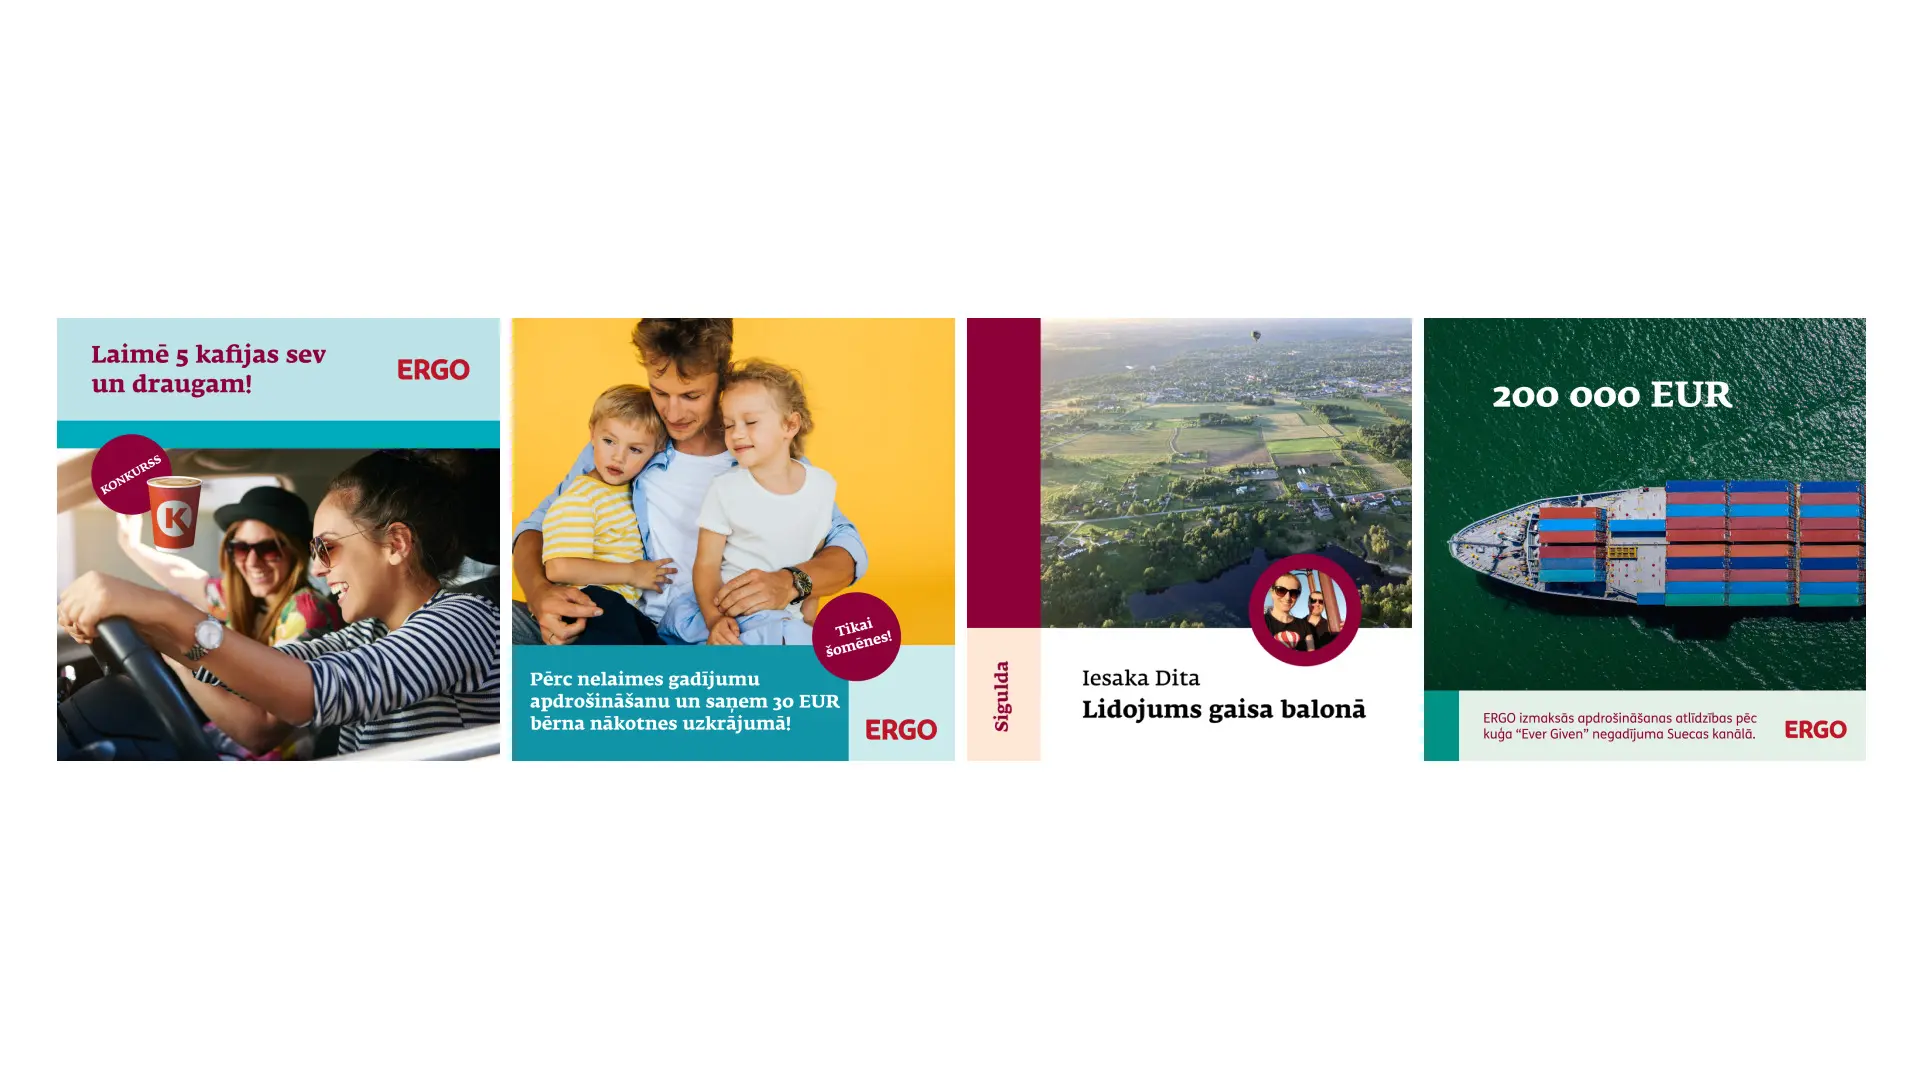 Laimē 5 kafijas sev
un draugam!
ERGO
KONKURSS
K
Tikai
šomēnes!
Pērc nelaimes gadījumu
apdrošināšanu un saņem 30 EUR
bērna nākotnes uzkrājumā!
ERGO
Sigulda
Iesaka Dita
Lidojums gaisa balonā
200 000 EUR
ERGO izmaksās apdrošināšanas atlīdzības pēc
kuģa “Ever Given” negadījuma Suecas kanālā.
ERGO